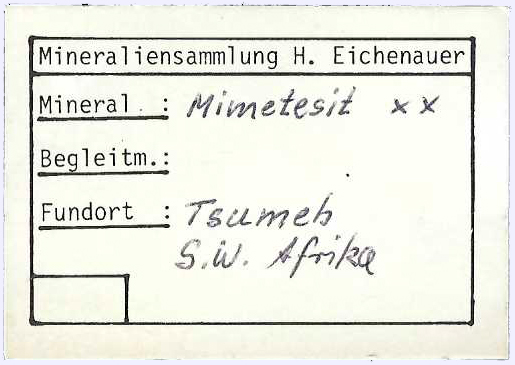 Mineraliensammlung H. Eichenauer
Mineral : Mimetesit xx
Begleitm.:
Fundort : Tsumeb
S.W. Afrika